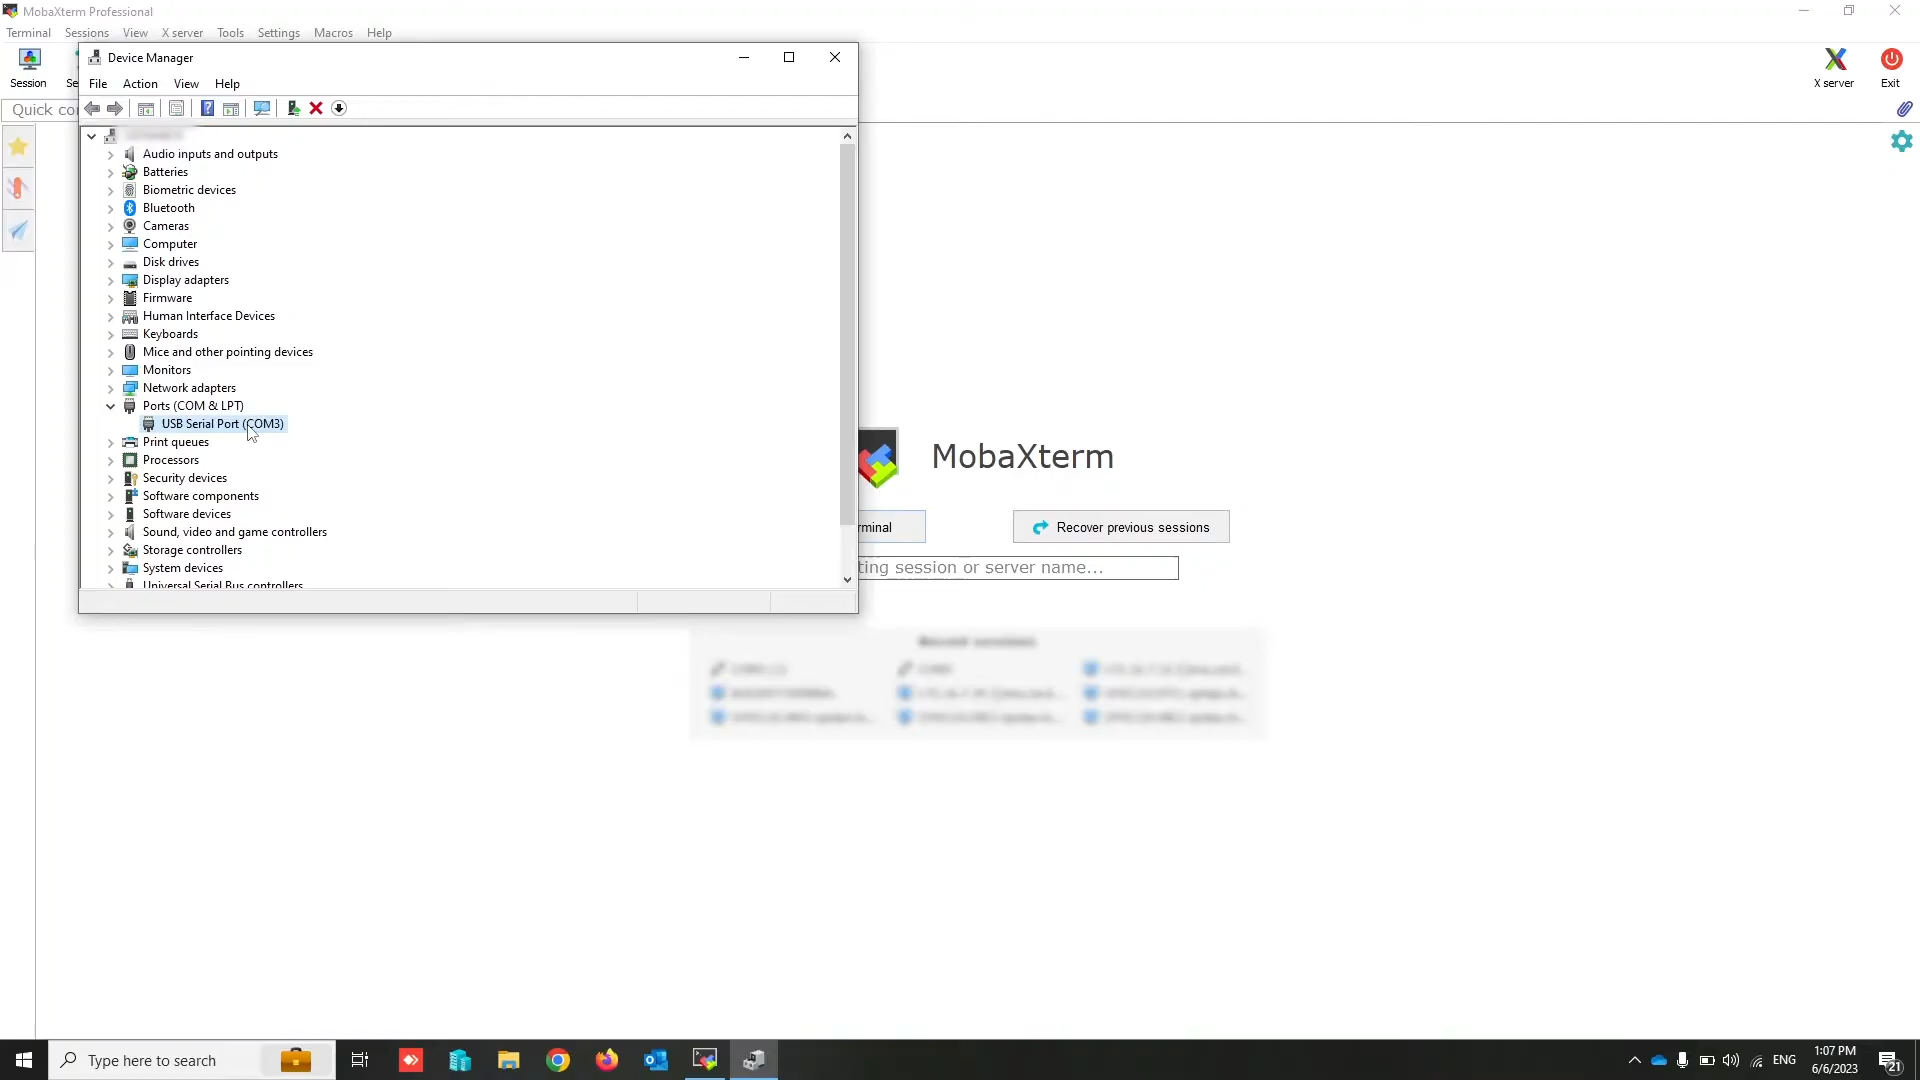 MobaXterm Professional
Terminal Sessions View X server Tools Settings Macros Help
Device Manager
Session
X server
Exit
File Action View Help
Quick
Audio inputs and outputs
Batteries
Biometric devices
Bluetooth
Cameras
Computer
Disk drives
Display adapters
Firmware
Human Interface Devices
Keyboards
Mice and other pointing devices
Monitors
Network adapters
Ports (COM & LPT)
USB Serial Port (COM3)
Print queues
Processors
Security devices
Software components
Software devices
Sound, video and game controllers
Storage controllers
System devices
Universal Serial Bus controllers
MobaXterm
Recover previous sessions
session or server name...
Recent sessions
Type here to search
ENG
1:07 PM
6/6/2023
21